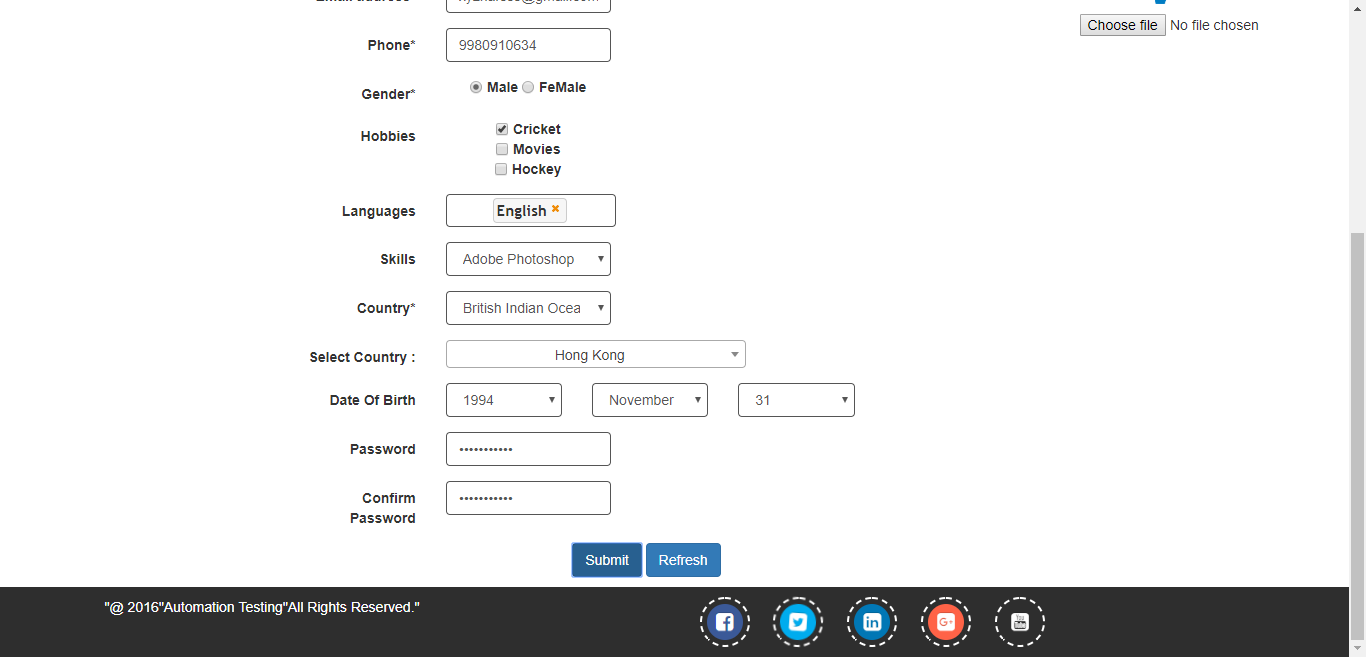 Choose file No file chosen
Phone* 9980910634
Gender* Male FeMale
Hobbies Cricket
Movies
Hockey
Languages English
Skills Adobe Photoshop
Country* British Indian Ocea
Select Country : Hong Kong
Date Of Birth 1994 November 31
Password •••••••••••
Confirm
Password •••••••••••
Submit Refresh
"@ 2016"Automation Testing"All Rights Reserved."